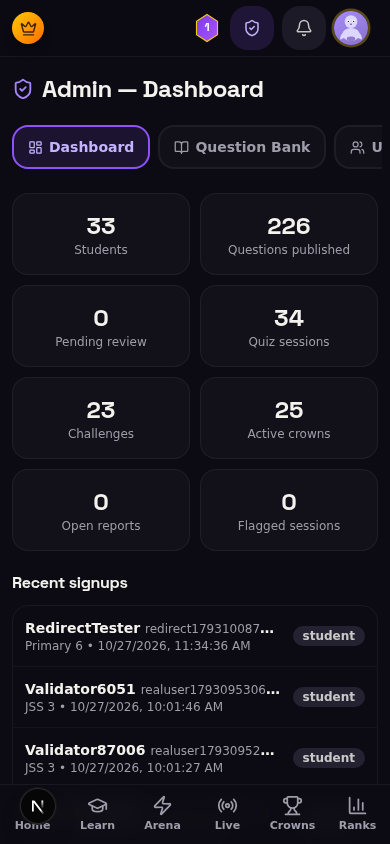 1
Admin — Dashboard
Dashboard
Question Bank
U
33
Students
226
Questions published
0
Pending review
34
Quiz sessions
23
Challenges
25
Active crowns
0
Open reports
0
Flagged sessions
Recent signups
RedirectTester redirect179310087...
student
Primary 6 • 10/27/2026, 11:34:36 AM
Validator6051 realuser1793095306...
student
JSS 3 • 10/27/2026, 10:01:46 AM
Validator87006 realuser17930952...
student
JSS 3 • 10/27/2026, 10:01:27 AM
N
Home
Learn
Arena
Live
Crowns
Ranks